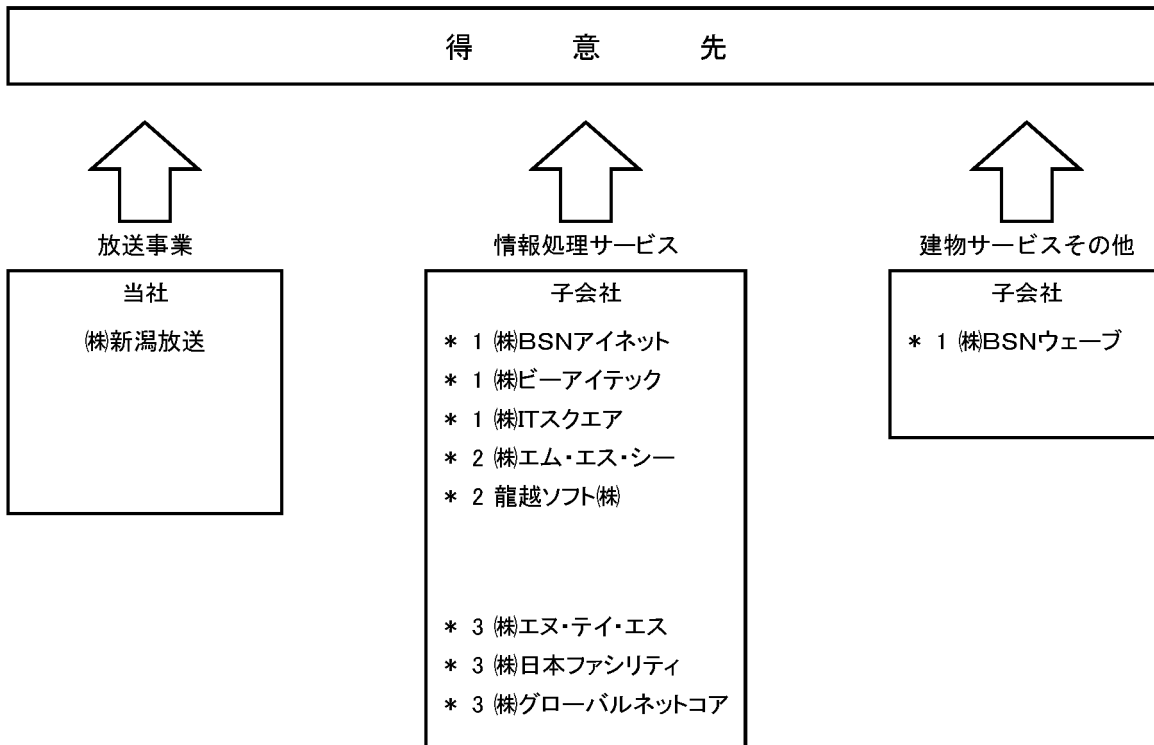 得意先
放送事業
当社
㈱新潟放送
情報処理サービス
子会社
* 1 ㈱BSNアイネット
* 1 ㈱ビーアイテック
* 1 ㈱ITスクエア
* 2 ㈱エム・エス・シー
* 2 龍越ソフト㈱
* 3 ㈱エヌ・テイ・エス
* 3 ㈱日本ファシリティ
* 3 ㈱グローバルネットコア
建物サービスその他
子会社
* 1 ㈱BSNウェーブ